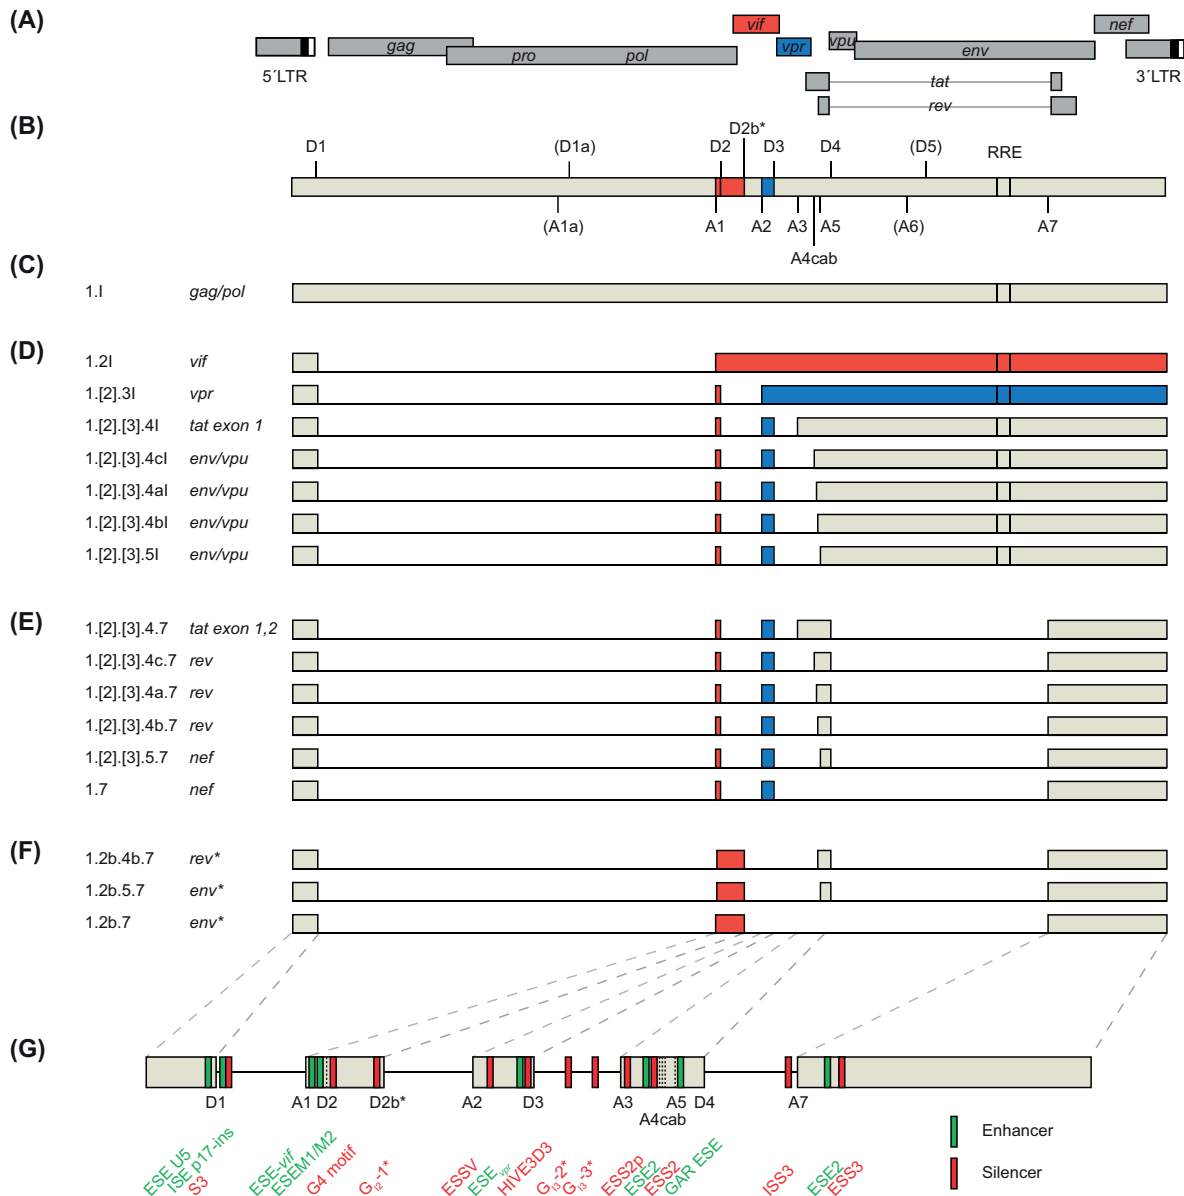 (A)
vif
nef
gag
vpr
vpu
env
pro
pol
5´LTR
3´LTR
tat
rev
(B)
D2b*
D1
(D1a)
D2
D3
D4
(D5)
RRE
(A1a)
A1
A2
A3
A5
(A6)
A7
A4cab
(C)
1.I gag/pol
(D)
1.2I vif
1.[2].3I vpr
1.[2].[3].4I tat exon 1
1.[2].[3].4cI env/vpu
1.[2].[3].4aI env/vpu
1.[2].[3].4bI env/vpu
1.[2].[3].5I env/vpu
(E)
1.[2].[3].4.7 tat exon 1,2
1.[2].[3].4c.7 rev
1.[2].[3].4a.7 rev
1.[2].[3].4b.7 rev
1.[2].[3].5.7 nef
1.7 nef
(F)
1.2b.4b.7 rev*
1.2b.5.7 env*
1.2b.7 env*
(G)
D1
A1
D2
D2b*
A2
D3
A3
A5
D4
A7
A4cab
ESE U5
ISE p17-ins
S3
ESE-vif
ESEM1/M2
G4 motif
GI2-1*
ESSV
ESEvpr
HIVE3D3
GI3-2*
GI3-3*
ESS2p
ESE2
ESS2
GAR ESE
ISS3
ESE2
ESS3
Enhancer
Silencer